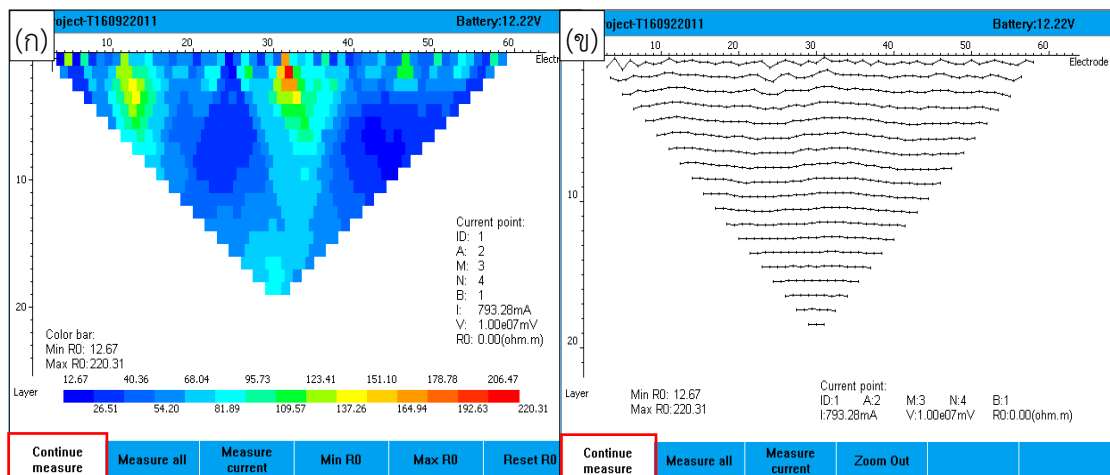 (ก)
roject-T160922011 Battery:12.22V
10 20 30 40 50 60
Electro
10
20
Current point:
ID: 1
A: 2
M: 3
N: 4
B: 1
I: 793.28mA
V: 1.00e07mV
R0: 0.00(ohm.m)
Color bar:
Min R0: 12.67
Max R0:220.31
Layer
12.67 40.36 68.04 95.73 123.41 151.10 178.78 206.47
26.51 54.20 81.89 109.57 137.26 164.94 192.63 220.31
Continue measure
Measure all
Measure current
Min R0
Max R0
Reset R0
(ข)
roject-T160922011 Battery:12.22V
10 20 30 40 50 60
Electrode
10
20
Layer
Min R0: 12.67
Max R0:220.31
Current point:
ID:1 A:2 M:3 N:4 B:1
I:793.28mA V:1.00e07mV R0:0.00(ohm.m)
Continue measure
Measure all
Measure current
Zoom Out